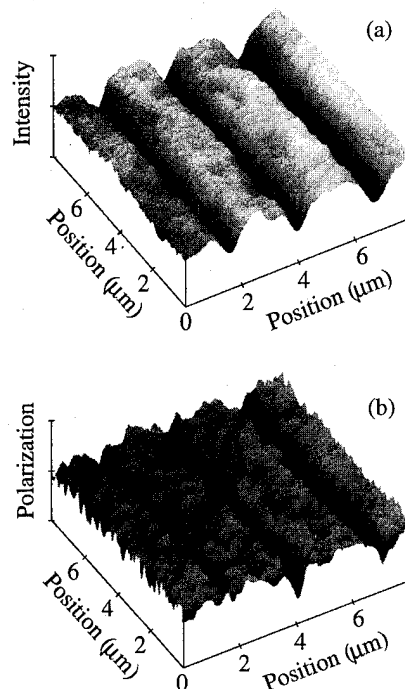 (a)
Intensity
Position (μm)
6
4
2
0
2
4
6
Position (μm)
(b)
Polarization
Position (μm)
6
4
2
0
2
4
6
Position (μm)